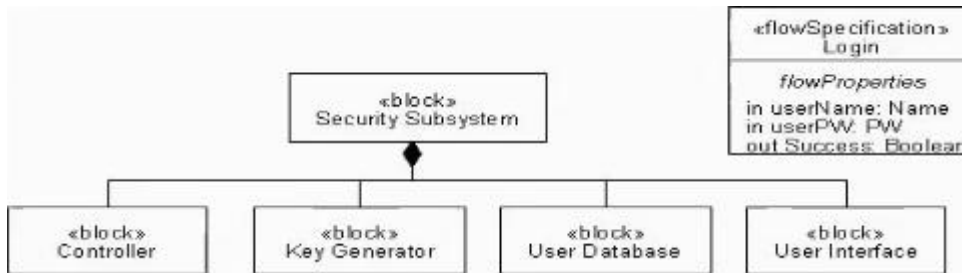 «flowSpecification»
Login
flowProperties
in userName: Name
in userPW: PW
out Success: Boolean
«block»
Security Subsystem
«block»
Controller
«block»
Key Generator
«block»
User Database
«block»
User Interface